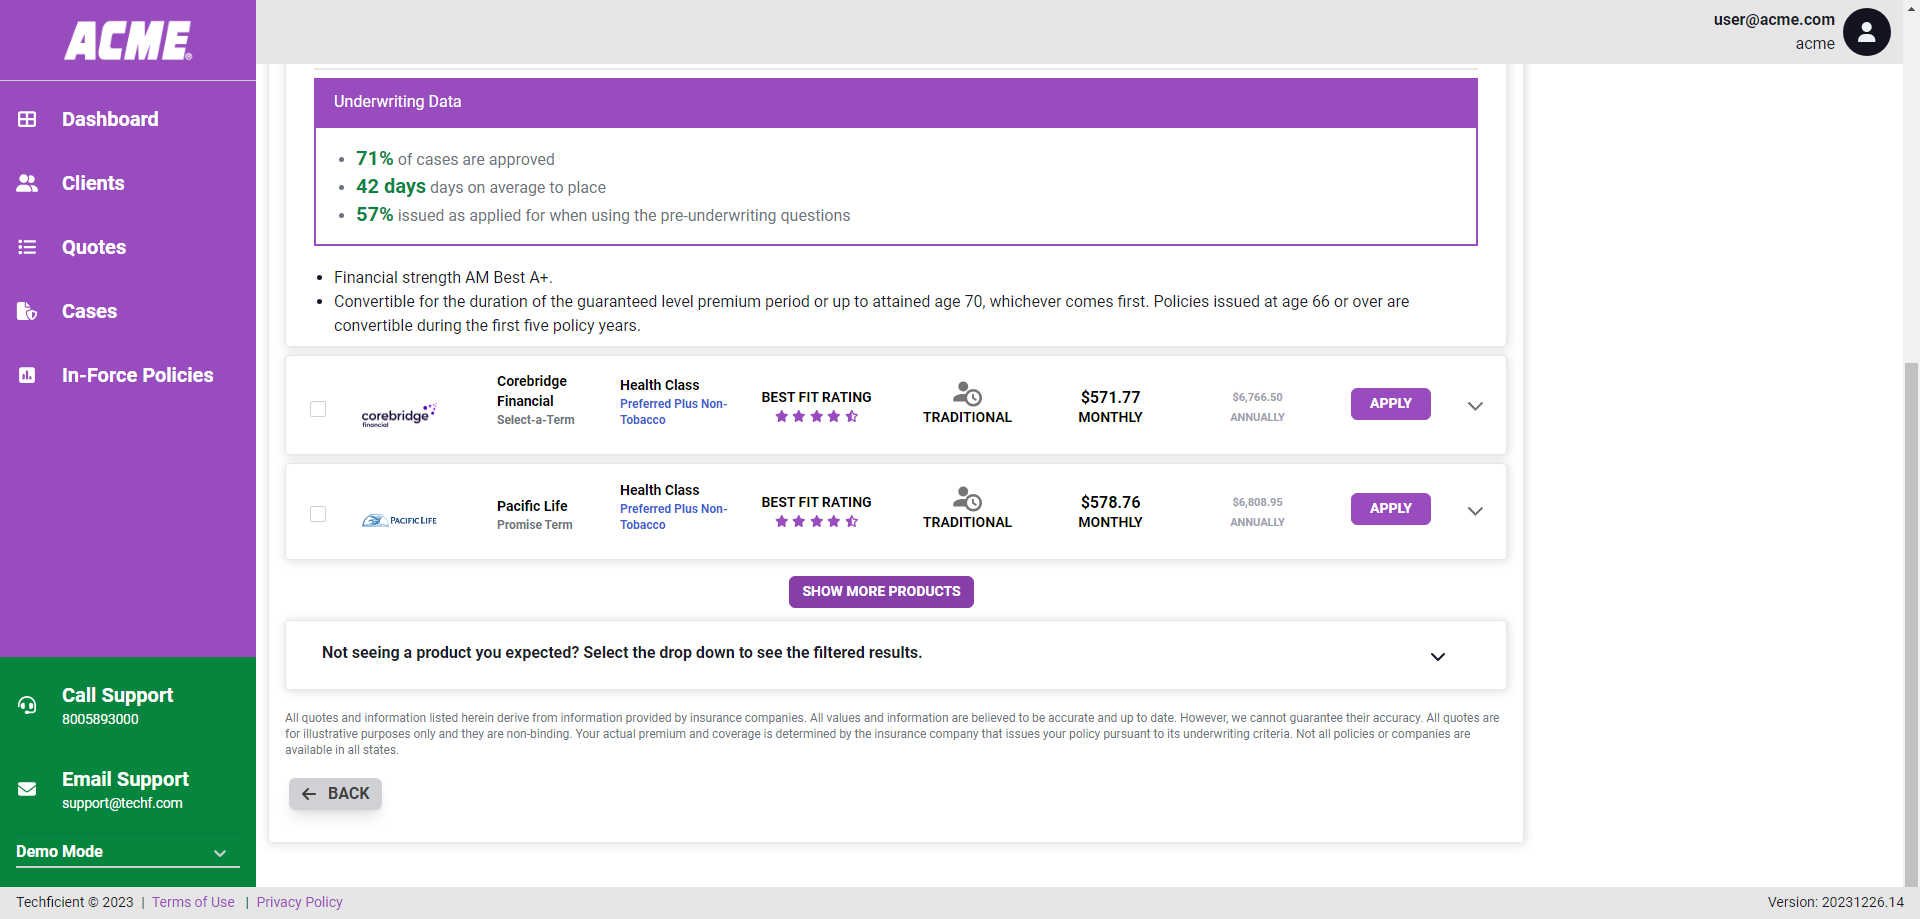 ACME
user@acme.com
acme
Dashboard
Clients
Quotes
Cases
In-Force Policies
Call Support
8005893000
Email Support
support@techf.com
Demo Mode
Underwriting Data
71% of cases are approved
42 days days on average to place
57% issued as applied for when using the pre-underwriting questions
Financial strength AM Best A+.
Convertible for the duration of the guaranteed level premium period or up to attained age 70, whichever comes first. Policies issued at age 66 or over are
convertible during the first five policy years.
corebridge
financial
Corebridge
Financial
Select-a-Term
Health Class
Preferred Plus Non-
Tobacco
BEST FIT RATING
TRADITIONAL
$571.77
MONTHLY
$6,766.50
ANNUALLY
APPLY
PACIFIC LIFE
Pacific Life
Promise Term
Health Class
Preferred Plus Non-
Tobacco
BEST FIT RATING
TRADITIONAL
$578.76
MONTHLY
$6,808.95
ANNUALLY
APPLY
SHOW MORE PRODUCTS
Not seeing a product you expected? Select the drop down to see the filtered results.
All quotes and information listed herein derive from information provided by insurance companies. All values and information are believed to be accurate and up to date. However, we cannot guarantee their accuracy. All quotes are
for illustrative purposes only and they are non-binding. Your actual premium and coverage is determined by the insurance company that issues your policy pursuant to its underwriting criteria. Not all policies or companies are
available in all states.
BACK
Techficient © 2023 | Terms of Use | Privacy Policy
Version: 20231226.14